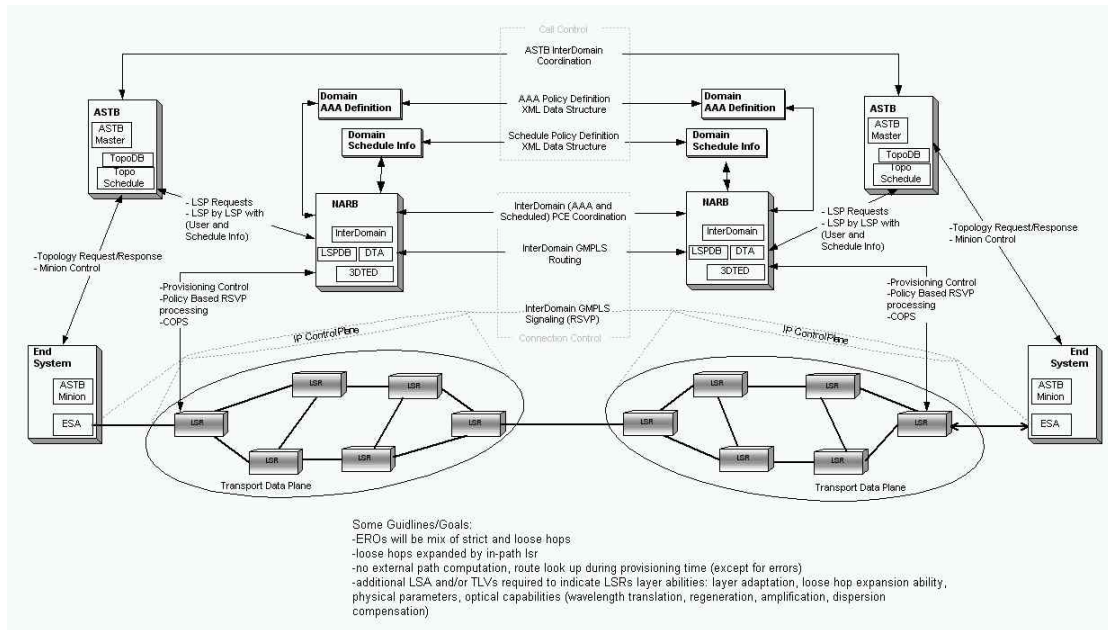 Call Control
ASTB InterDomain
Coordination
ASTB
ASTB
Master
TopoDB
Topo
Schedule
Domain
AAA Definition
AAA Policy Definition
XML Data Structure
Domain
AAA Definition
ASTB
ASTB
Master
TopoDB
Topo
Schedule
Domain
Schedule Info
Schedule Policy Definition
XML Data Structure
Domain
Schedule Info
- LSP Requests
- LSP by LSP with
(User and
Schedule Info)
NARB
InterDomain
LSPDB
DTA
3DTED
InterDomain (AAA and
Scheduled) PCE Coordination
InterDomain GMPLS
Routing
NARB
InterDomain
LSPDB
DTA
3DTED
- LSP Requests
- LSP by LSP with
(User and
Schedule Info)
-Topology Request/Response
- Minion Control
-Topology Request/Response
- Minion Control
-Provisioning Control
-Policy Based RSVP
processing
-COPS
InterDomain GMPLS
Signaling (RSVP)
Connection Control
-Provisioning Control
-Policy Based RSVP
processing
-COPS
IP ControlPlane
IP ControlPlane
End
System
ASTB
Minion
ESA
LSR
LSR
LSR
LSR
LSR
LSR
Transport Data Plane
LSR
LSR
LSR
LSR
LSR
LSR
Transport Data Plane
End
System
ASTB
Minion
ESA
Some Guidlines/Goals:
-EROs will be mix of strict and loose hops
-loose hops expanded by in-path lsr
-no external path computation, route look up during provisioning time (except for errors)
-additional LSA and/or TLVs required to indicate LSRs layer abilities: layer adaptation, loose hop expansion ability,
physical parameters, optical capabilities (wavelength translation, regeneration, amplification, dispersion
compensation)